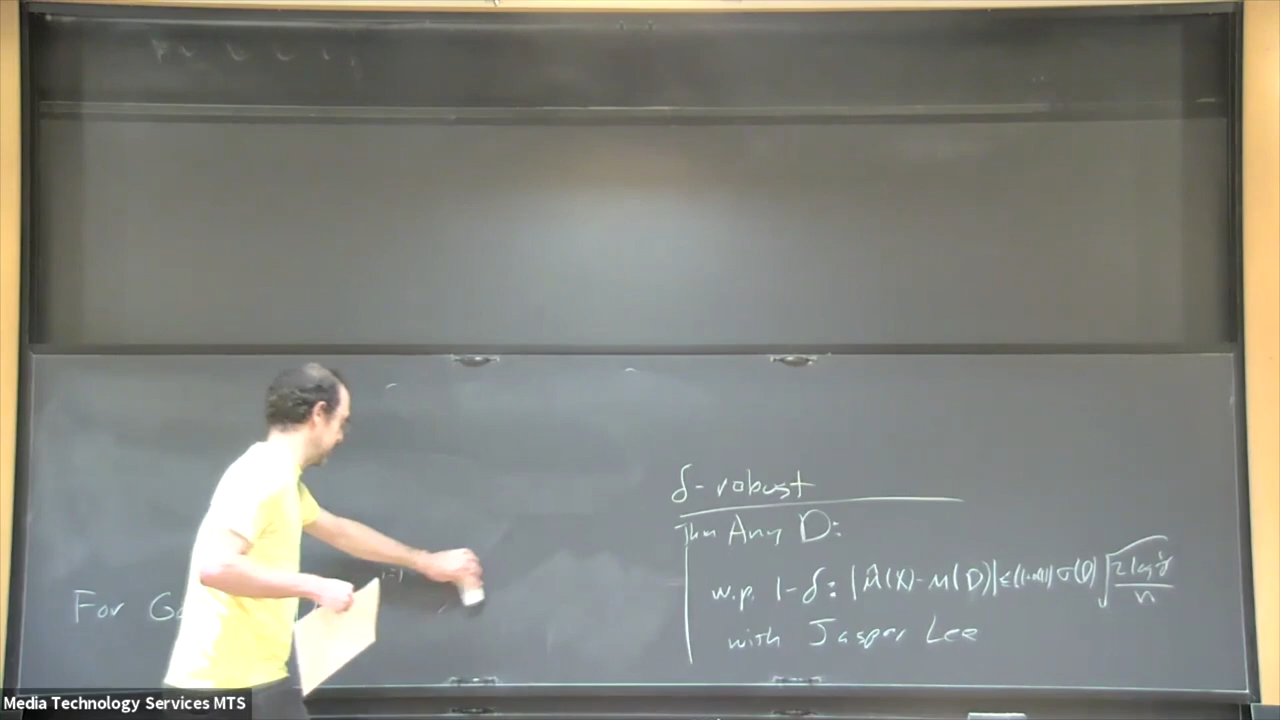 δ-robust
Thm Any D:
w.p. 1-δ: |μ̂(X)-μ(D)| ≤ (1+o(1)) σ(D) √(2 log 1/δ / n)
with Jasper Lee
For
Media Technology Services MTS